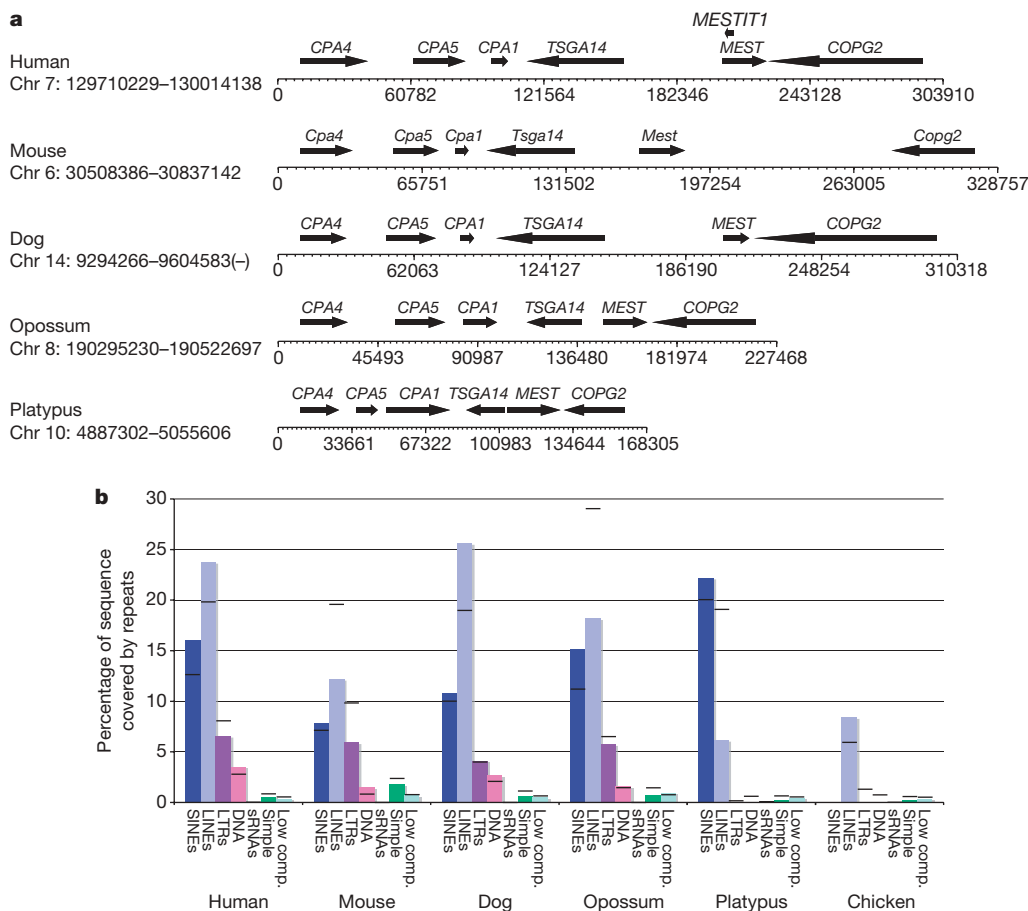 a
MESTIT1
CPA4 CPA5 CPA1 TSGA14 MEST COPG2
Human
Chr 7: 129710229–130014138
0 60782 121564 182346 243128 303910
Cpa4 Cpa5 Cpa1 Tsga14 Mest Copg2
Mouse
Chr 6: 30508386–30837142
0 65751 131502 197254 263005 328757
CPA4 CPA5 CPA1 TSGA14 MEST COPG2
Dog
Chr 14: 9294266–9604583(–)
0 62063 124127 186190 248254 310318
CPA4 CPA5 CPA1 TSGA14 MEST COPG2
Opossum
Chr 8: 190295230–190522697
0 45493 90987 136480 181974 227468
CPA4 CPA5 CPA1 TSGA14 MEST COPG2
Platypus
Chr 10: 4887302–5055606
0 33661 67322 100983 134644 168305
b
Percentage of sequence
covered by repeats
30
25
20
15
10
5
0
SINEs LINEs LTRs DNA sRNAs Simple Low comp.
SINEs LINEs LTRs DNA sRNAs Simple Low comp.
SINEs LINEs LTRs DNA sRNAs Simple Low comp.
SINEs LINEs LTRs DNA sRNAs Simple Low comp.
SINEs LINEs LTRs DNA sRNAs Simple Low comp.
SINEs LINEs LTRs DNA sRNAs Simple Low comp.
Human Mouse Dog Opossum Platypus Chicken